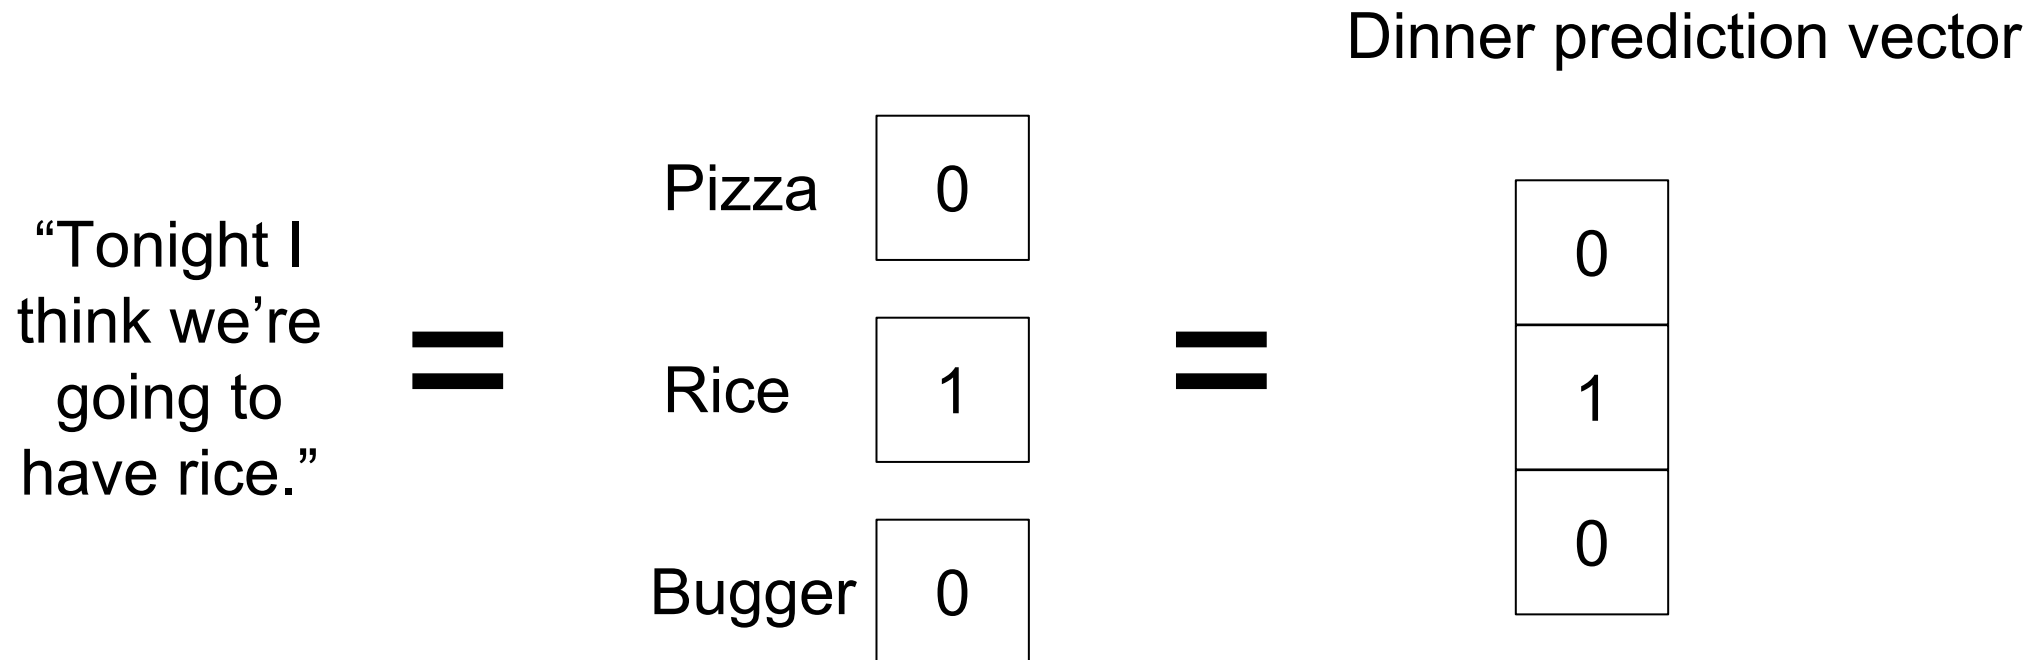 Dinner prediction vector
“Tonight I
think we’re
going to
have rice.”
=
Pizza 0
Rice 1
Bugger 0
=
0
1
0